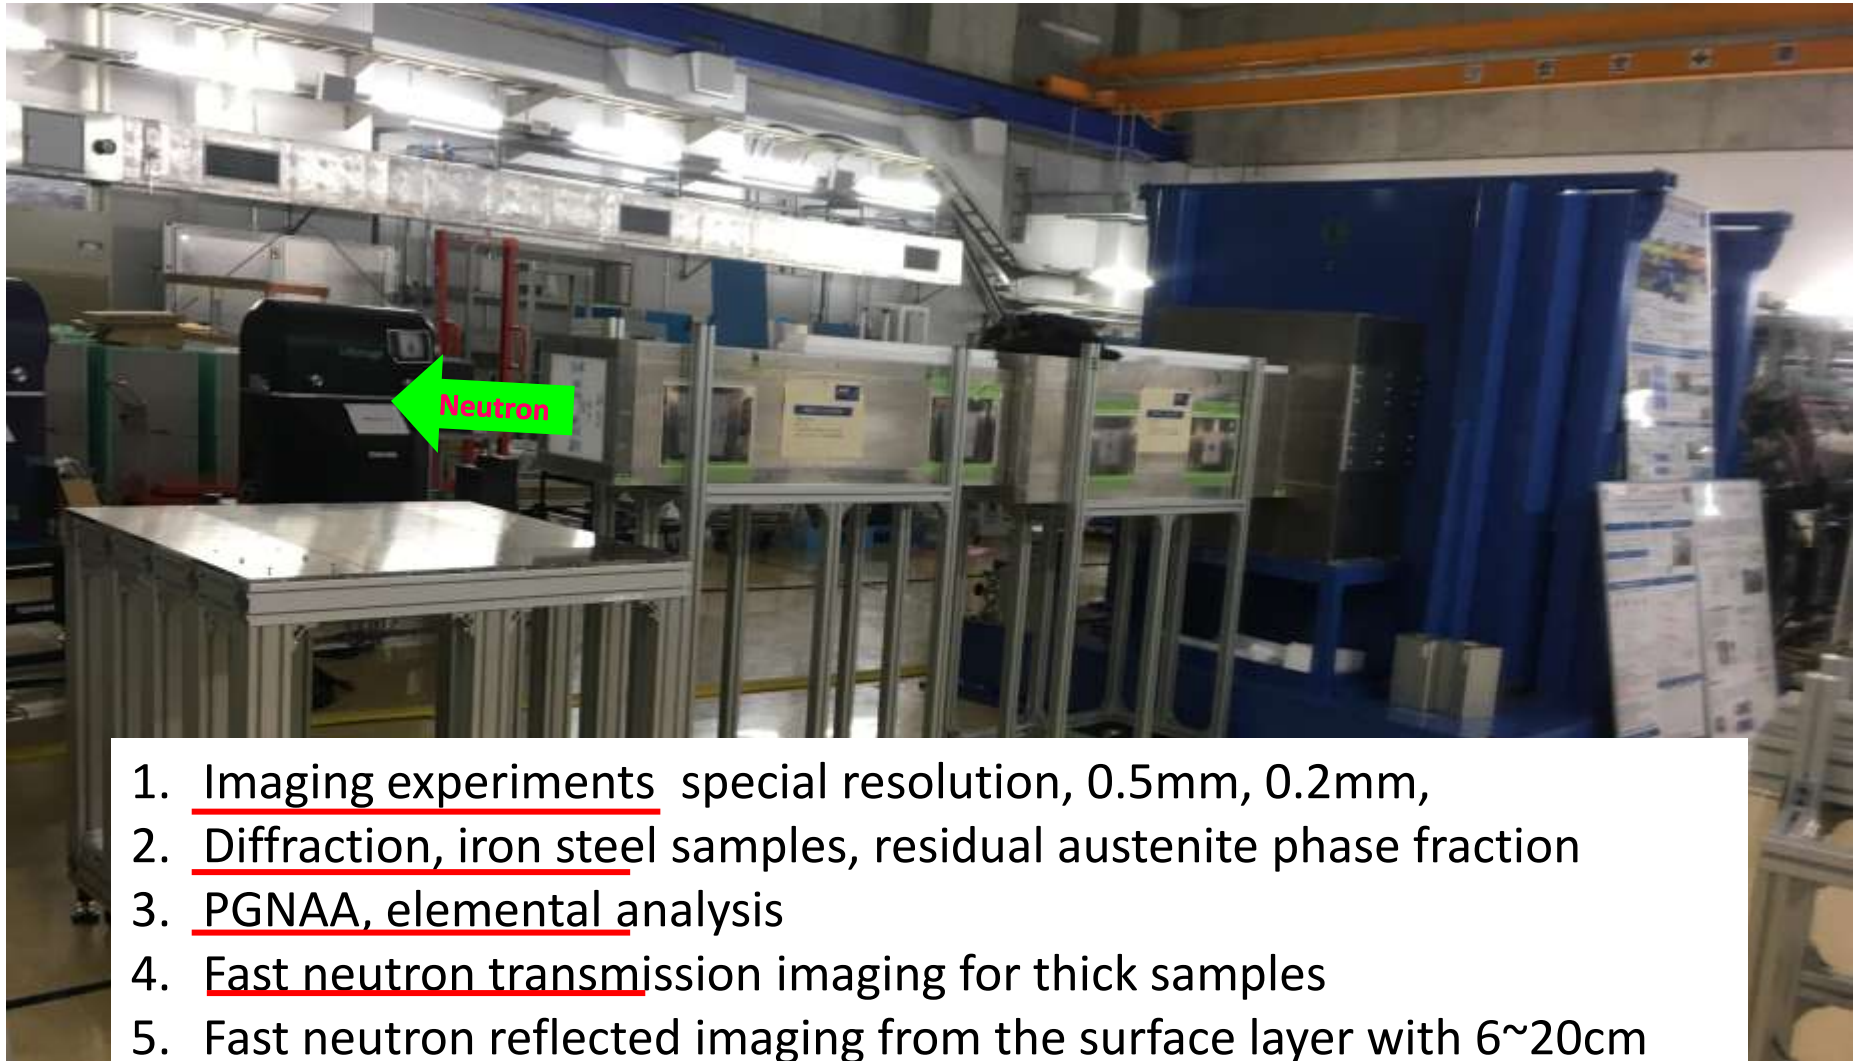 Neutron
1. Imaging experiments special resolution, 0.5mm, 0.2mm,
2. Diffraction, iron steel samples, residual austenite phase fraction
3. PGNAA, elemental analysis
4. Fast neutron transmission imaging for thick samples
5. Fast neutron reflected imaging from the surface layer with 6~20cm